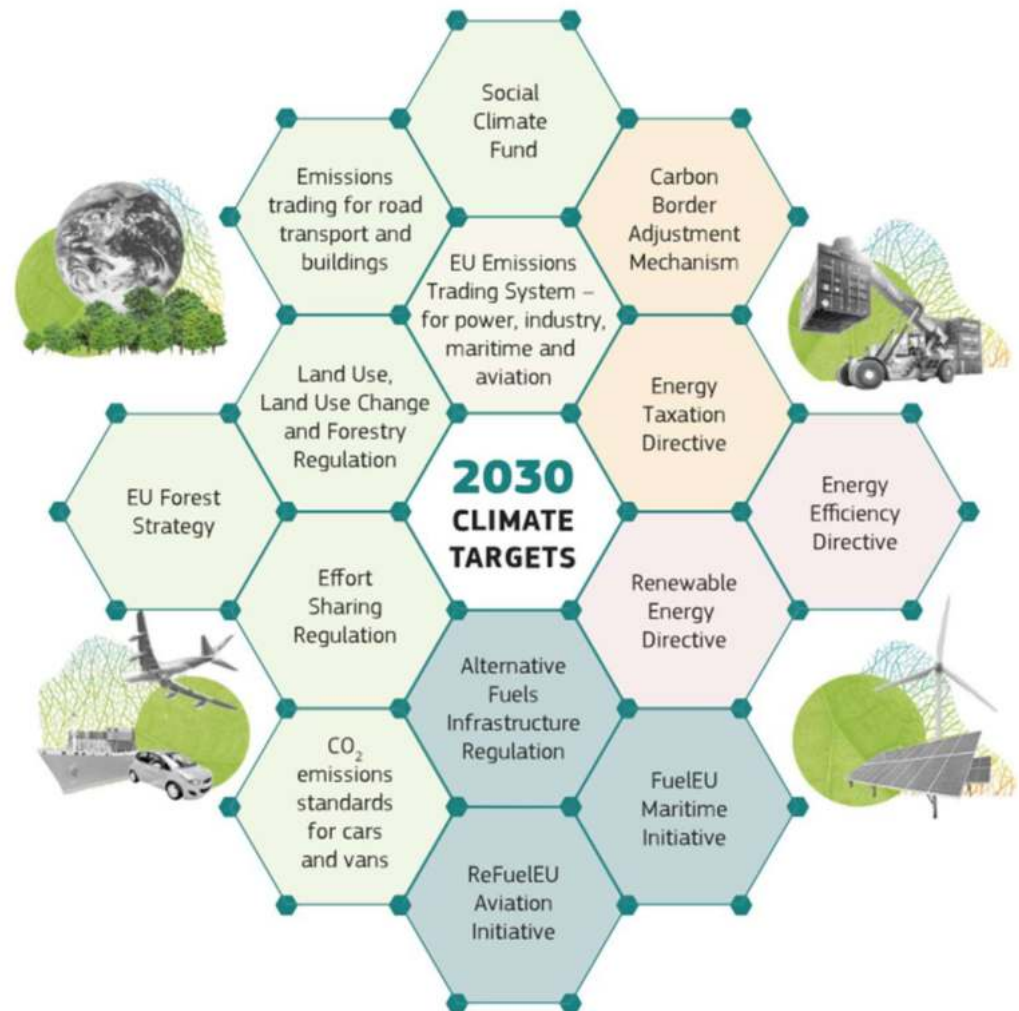 Social
Climate
Fund
Emissions
trading for road
transport and
buildings
Carbon
Border
Adjustment
Mechanism
EU Emissions
Trading System –
for power, industry,
maritime and
aviation
Land Use,
Land Use Change
and Forestry
Regulation
Energy
Taxation
Directive
EU Forest
Strategy
2030
CLIMATE
TARGETS
Energy
Efficiency
Directive
Effort
Sharing
Regulation
Renewable
Energy
Directive
Alternative
Fuels
Infrastructure
Regulation
CO₂
emissions
standards
for cars
and vans
FuelEU
Maritime
Initiative
ReFuelEU
Aviation
Initiative